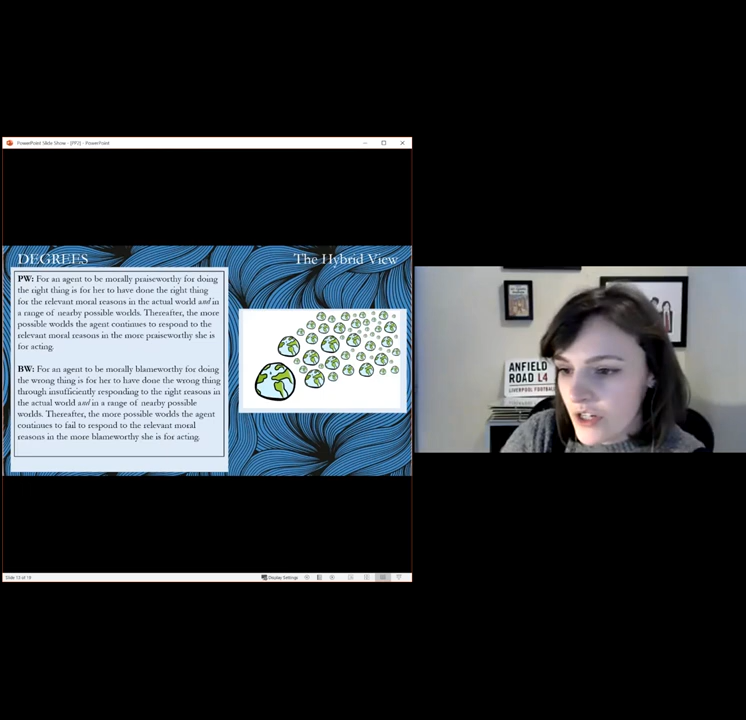 PowerPoint Slide Show - [PP2] - PowerPoint
DEGREES
The Hybrid View
PW: For an agent to be morally praiseworthy for doing
the right thing is for her to have done the right thing
for the relevant moral reasons in the actual world and in
a range of nearby possible worlds. Thereafter, the more
possible worlds the agent continues to respond to the
relevant moral reasons in the more praiseworthy she is
for acting.
BW: For an agent to be morally blameworthy for doing
the wrong thing is for her to have done the wrong thing
through insufficiently responding to the right reasons in
the actual world and in a range of nearby possible
worlds. Thereafter, the more possible worlds the agent
continues to fail to respond to the relevant moral
reasons in the more blameworthy she is for acting.
Slide 13 of 18
Display Settings
ANFIELD
ROAD L4
LIVERPOOL FOOTBALL